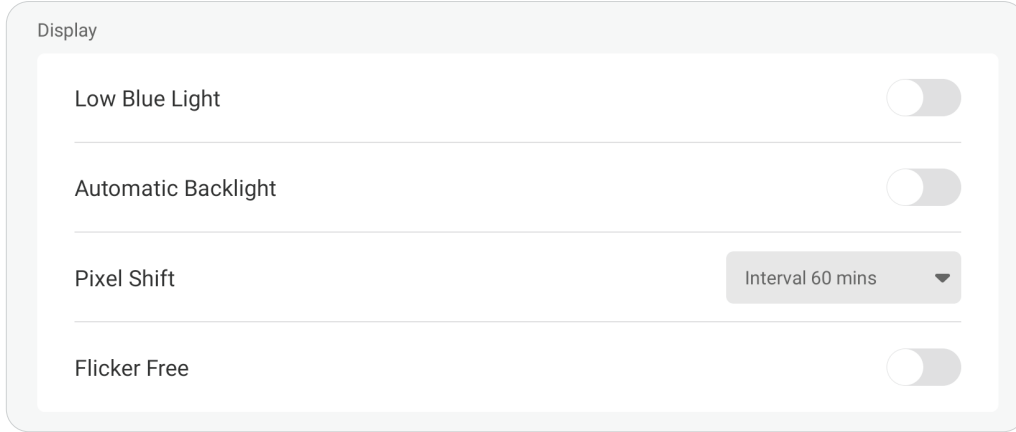 Display
Low Blue Light
Automatic Backlight
Pixel Shift
Interval 60 mins
Flicker Free